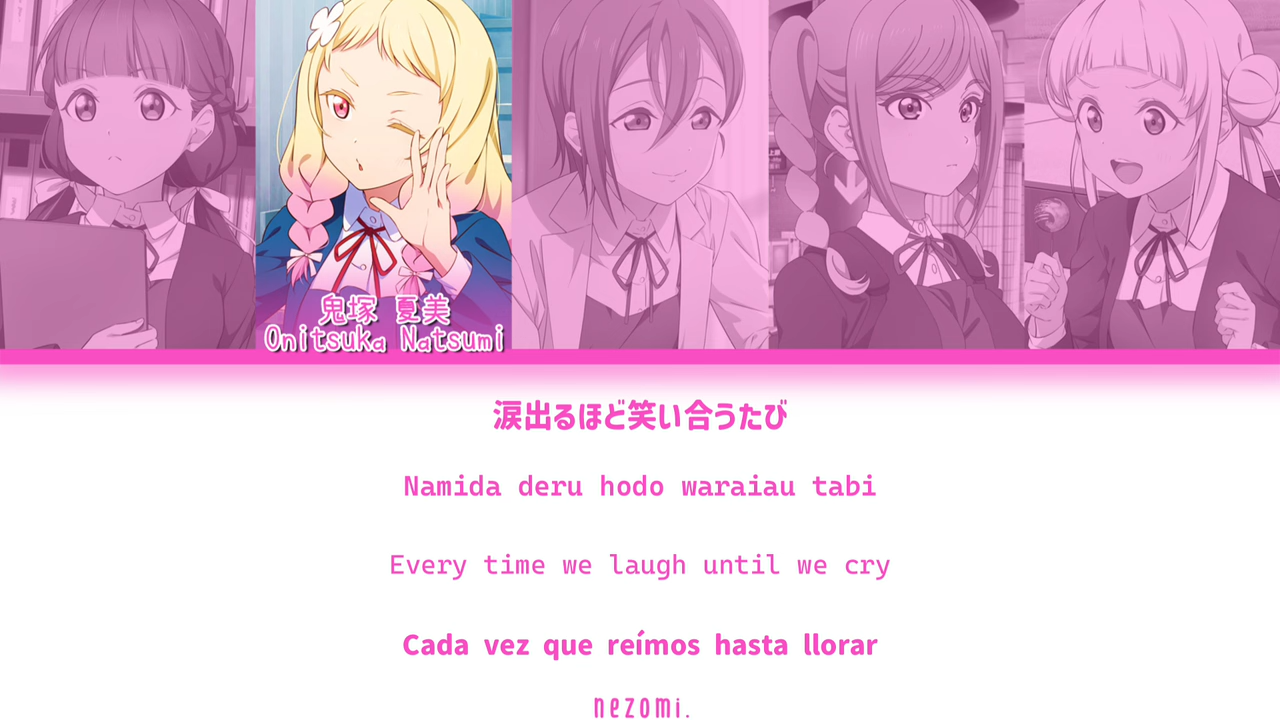 鬼塚 夏美
Onitsuka Natsumi
涙出るほど笑い合うたび
Namida deru hodo waraiau tabi
Every time we laugh until we cry
Cada vez que reímos hasta llorar
nezomi.